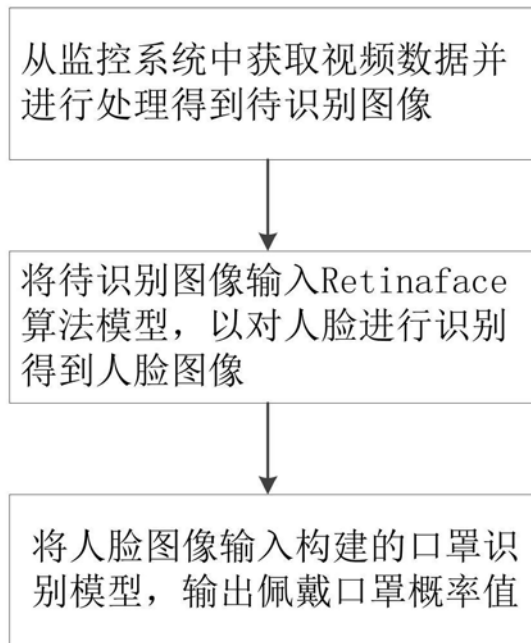 从监控系统中获取视频数据并
进行处理得到待识别图像
将待识别图像输入Retinaface
算法模型，以对人脸进行识别
得到人脸图像
将人脸图像输入构建的口罩识
别模型，输出佩戴口罩概率值